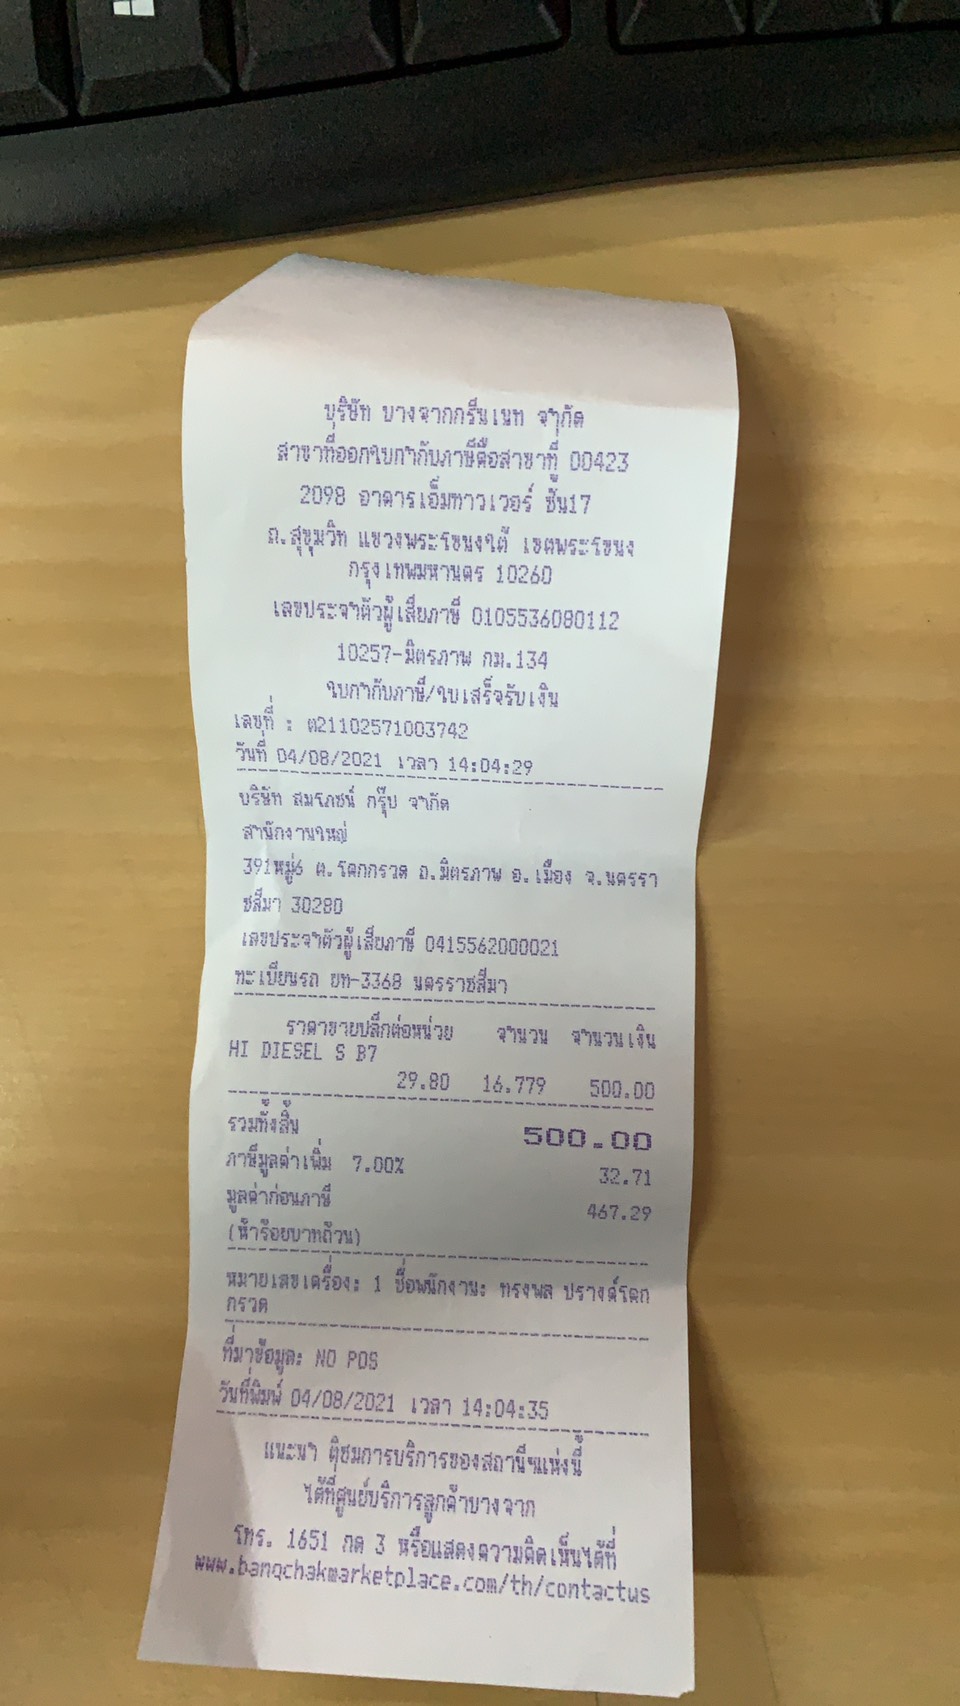 บริษัท บางจากกรีนเนท จำกัด
สาขาที่ออกใบกำกับภาษีคือสาขาที่ 00423
2098 อาคารเอ็มทาวเวอร์ ชั้น17
ถ.สุขุมวิท แขวงพระโขนงใต้ เขตพระโขนง
กรุงเทพมหานคร 10260
เลขประจำตัวผู้เสียภาษี 0105536080112
10257-มิตรภาพ กม.134
ใบกำกับภาษี/ใบเสร็จรับเงิน
เลขที่ : ต21102571003742
วันที่ 04/08/2021 เวลา 14:04:29
บริษัท สมโภชน์ กรุ๊ป จำกัด
สำนักงานใหญ่
391หมู่6 ต.โคกกรวด ถ.มิตรภาพ อ.เมือง จ.นครรา
ชสีมา 30280
เลขประจำตัวผู้เสียภาษี 0415562000021
ทะเบียนรถ ยท-3368 นครราชสีมา
ราคาขายปลีกต่อหน่วย จำนวน จำนวนเงิน
HI DIESEL S B7
29.80 16.779 500.00
รวมทั้งสิ้น 500.00
ภาษีมูลค่าเพิ่ม 7.00% 32.71
มูลค่าก่อนภาษี 467.29
(ห้าร้อยบาทถ้วน)
หมายเลขเครื่อง: 1 ชื่อพนักงาน: ทรงพล ปรางค์โคก
กรวด
ที่มาข้อมูล: NO POS
วันที่พิมพ์ 04/08/2021 เวลา 14:04:35
แนะนำ ติชมการบริการของสถานีฯแห่งนี้
ได้ที่ศูนย์บริการลูกค้าบางจาก
โทร. 1651 กด 3 หรือแสดงความคิดเห็นได้ที่
www.bangchakmarketplace.com/th/contactus